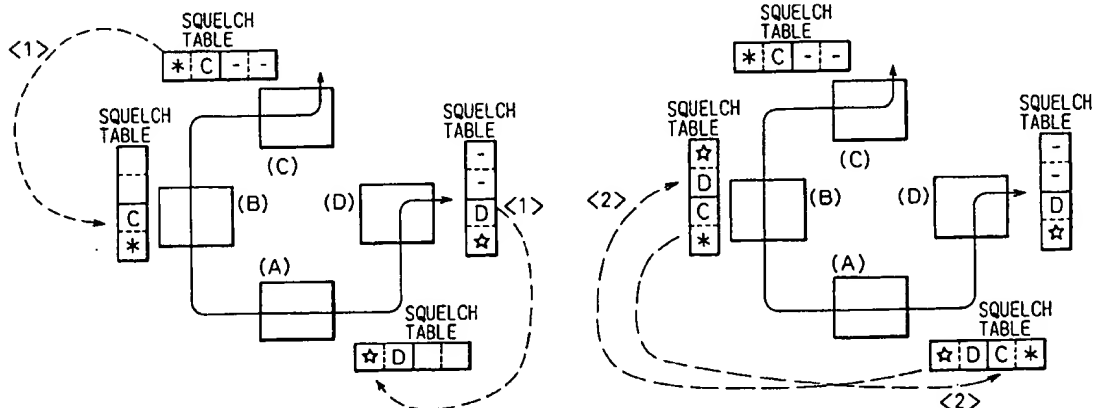 SQUELCH
TABLE
<1>
* C - -
SQUELCH
TABLE
C
*
(C)
(B)
(D)
(A)
SQUELCH
TABLE
-
-
D
☆
<1>
SQUELCH
TABLE
☆ D
SQUELCH
TABLE
* C - -
SQUELCH
TABLE
☆
D
C
*
<2>
(C)
(B)
(D)
(A)
SQUELCH
TABLE
-
-
D
☆
SQUELCH
TABLE
☆ D C *
<2>